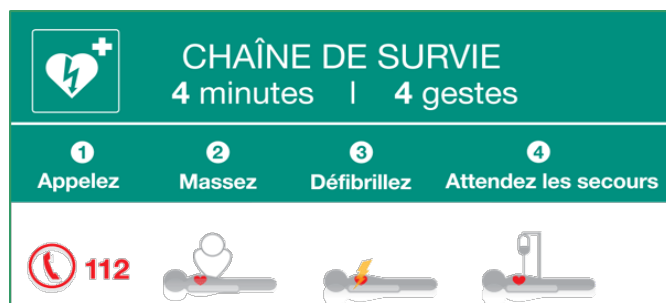 CHAÎNE DE SURVIE
4 minutes | 4 gestes
1 2 3 4
Appelez Massez Défibrillez Attendez les secours
112